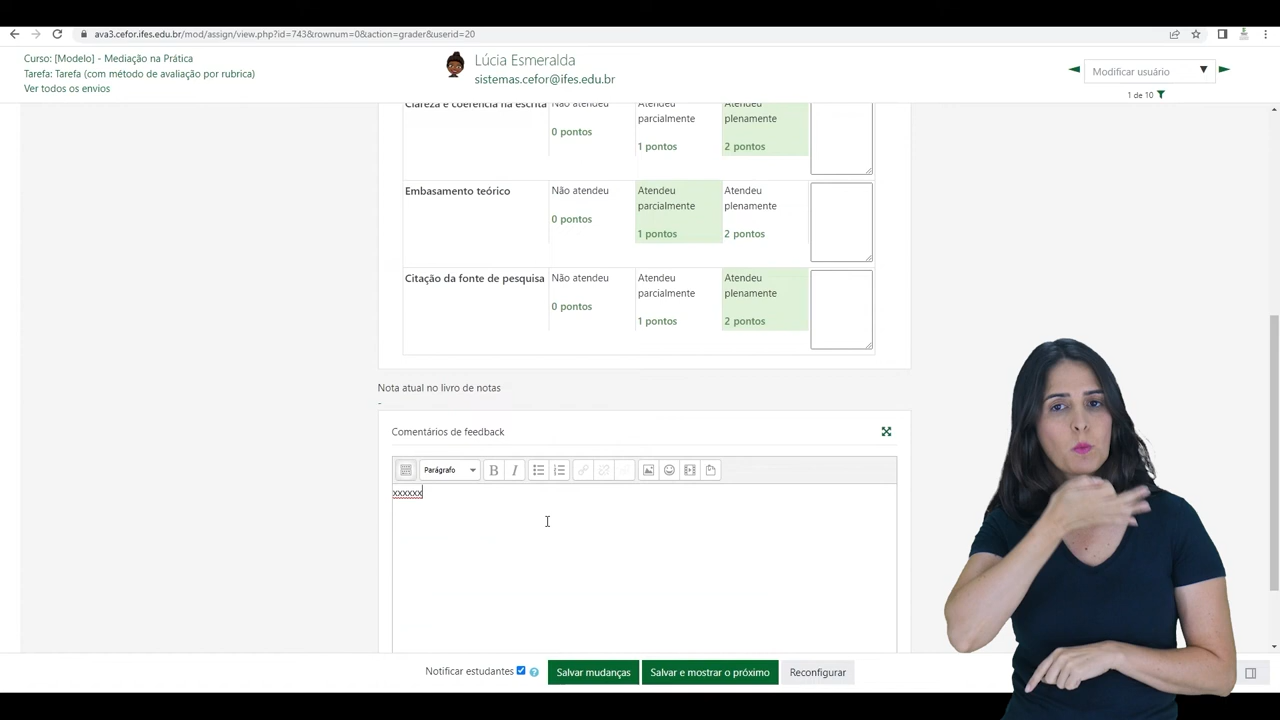 ava3.cefor.ifes.edu.br/mod/assign/view.php?id=743&rownum=0&action=grader&userid=20
Curso: [Modelo] - Mediação na Prática
Tarefa: Tarefa (com método de avaliação por rubrica)
Ver todos os envios
Lúcia Esmeralda
sistemas.cefor@ifes.edu.br
Modificar usuário
1 de 10
Clareza e coerência na escrita
Não atendeu
0 pontos
Atendeu
parcialmente
1 pontos
Atendeu
plenamente
2 pontos
Embasamento teórico
Não atendeu
0 pontos
Atendeu
parcialmente
1 pontos
Atendeu
plenamente
2 pontos
Citação da fonte de pesquisa
Não atendeu
0 pontos
Atendeu
parcialmente
1 pontos
Atendeu
plenamente
2 pontos
Nota atual no livro de notas
-
Comentários de feedback
Parágrafo
B
I
xxxxxx
Notificar estudantes
Salvar mudanças
Salvar e mostrar o próximo
Reconfigurar